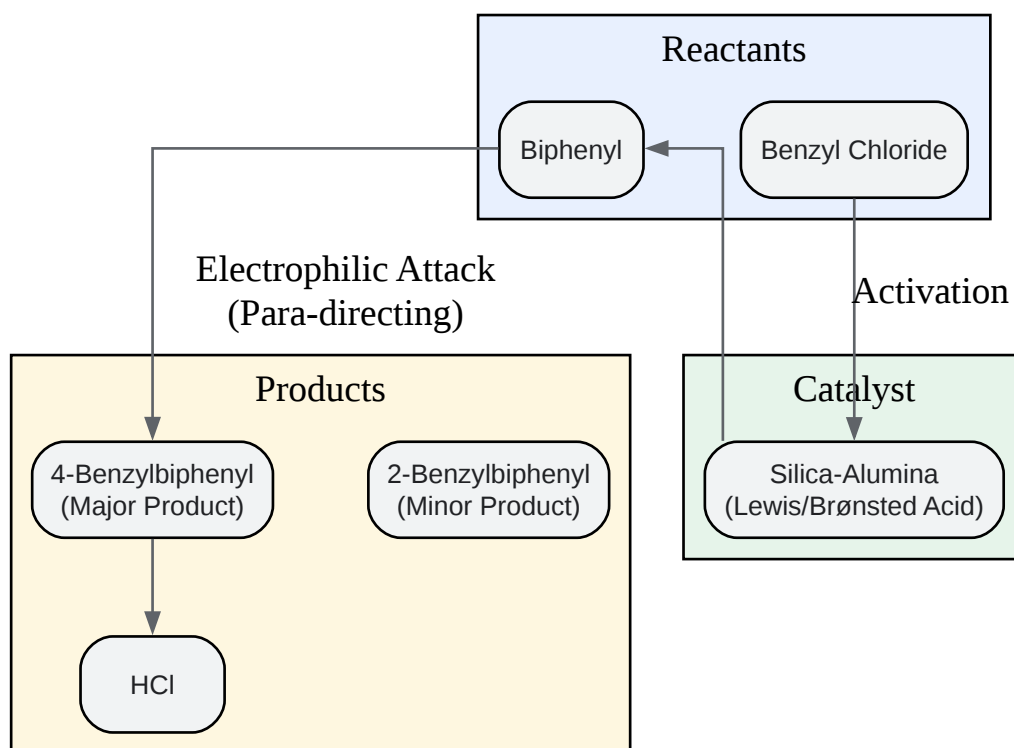 Reactants
Biphenyl
Benzyl Chloride
Electrophilic Attack
(Para-directing)
Activation
Products
Catalyst
4-Benzylbiphenyl
(Major Product)
2-Benzylbiphenyl
(Minor Product)
Silica-Alumina
(Lewis/Brønsted Acid)
HCl